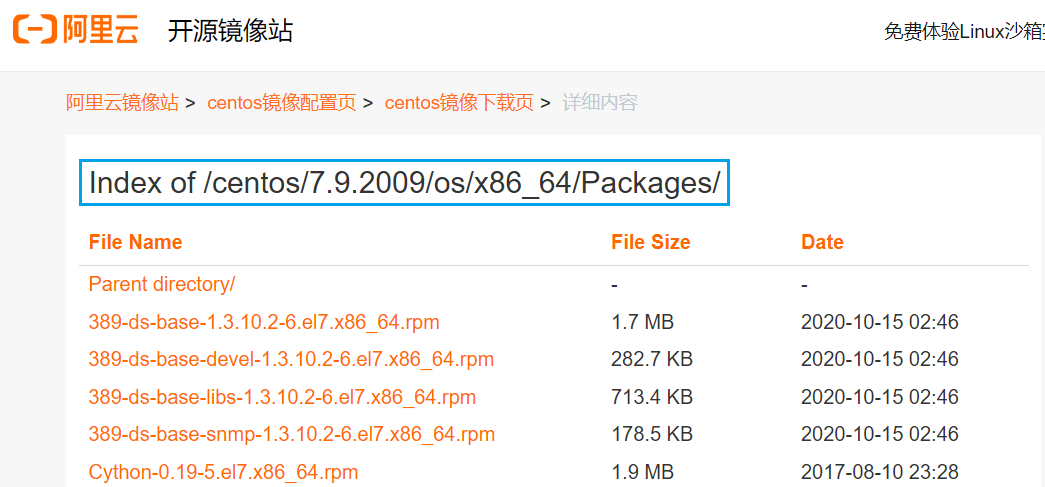 阿里云 开源镜像站 免费体验Linux沙箱
阿里云镜像站 > centos镜像配置页 > centos镜像下载页 > 详细内容
Index of /centos/7.9.2009/os/x86_64/Packages/
File Name File Size Date
Parent directory/ - -
389-ds-base-1.3.10.2-6.el7.x86_64.rpm 1.7 MB 2020-10-15 02:46
389-ds-base-devel-1.3.10.2-6.el7.x86_64.rpm 282.7 KB 2020-10-15 02:46
389-ds-base-libs-1.3.10.2-6.el7.x86_64.rpm 713.4 KB 2020-10-15 02:46
389-ds-base-snmp-1.3.10.2-6.el7.x86_64.rpm 178.5 KB 2020-10-15 02:46
Cython-0.19-5.el7.x86_64.rpm 1.9 MB 2017-08-10 23:28